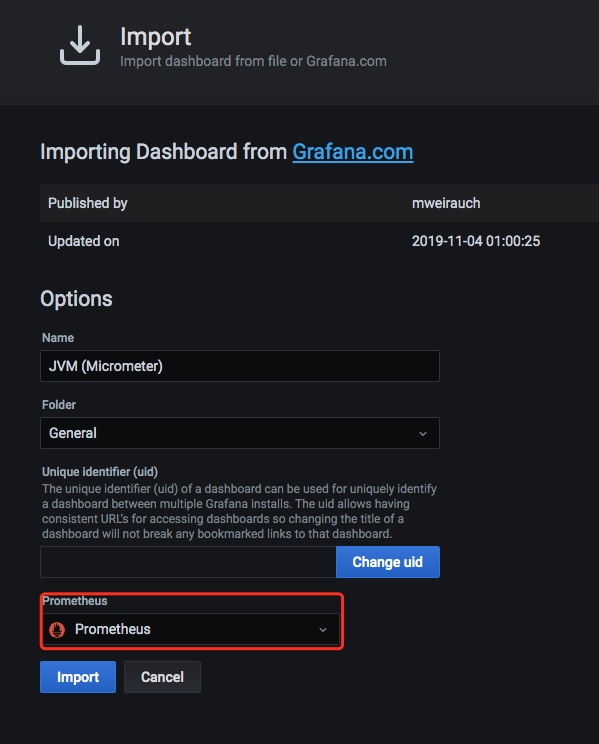 Import
Import dashboard from file or Grafana.com
Importing Dashboard from Grafana.com
Published by mweirauch
Updated on 2019-11-04 01:00:25
Options
Name
JVM (Micrometer)
Folder
General
Unique identifier (uid)
The unique identifier (uid) of a dashboard can be used for uniquely identify
a dashboard between multiple Grafana installs. The uid allows having
consistent URL's for accessing dashboards so changing the title of a
dashboard will not break any bookmarked links to that dashboard.
Change uid
Prometheus
Prometheus
Import Cancel